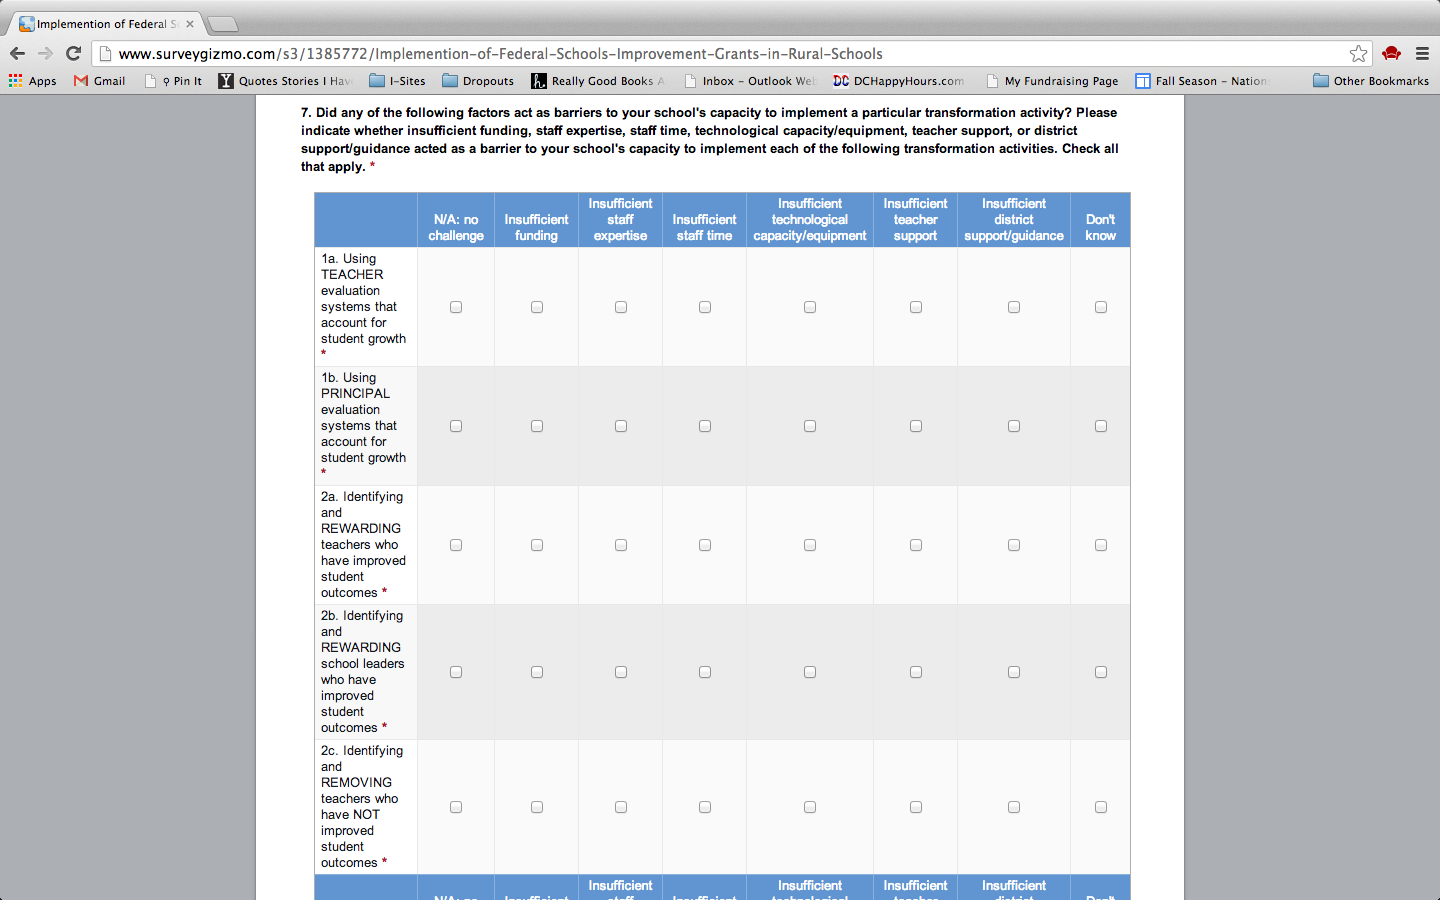 Implemention of Federal S
www.surveygizmo.com/s3/1385772/Implemention-of-Federal-Schools-Improvement-Grants-in-Rural-Schools
Apps Gmail Pin It Quotes Stories I Hav I-Sites Dropouts Really Good Books Inbox – Outlook We DCHappyHours.com My Fundraising Page Fall Season – Nation Other Bookmarks
7. Did any of the following factors act as barriers to your school's capacity to implement a particular transformation activity? Please
indicate whether insufficient funding, staff expertise, staff time, technological capacity/equipment, teacher support, or district
support/guidance acted as a barrier to your school's capacity to implement each of the following transformation activities. Check all
that apply. *
N/A: no
challenge
Insufficient
funding
Insufficient
staff
expertise
Insufficient
staff time
Insufficient
technological
capacity/equipment
Insufficient
teacher
support
Insufficient
district
support/guidance
Don't
know
1a. Using
TEACHER
evaluation
systems that
account for
student growth
*
1b. Using
PRINCIPAL
evaluation
systems that
account for
student growth
*
2a. Identifying
and
REWARDING
teachers who
have improved
student
outcomes *
2b. Identifying
and
REWARDING
school leaders
who have
improved
student
outcomes *
2c. Identifying
and
REMOVING
teachers who
have NOT
improved
student
outcomes *
N/A: no
Insufficient
Insufficient
staff
Insufficient
Insufficient
technological
Insufficient
teacher
Insufficient
district
Don't